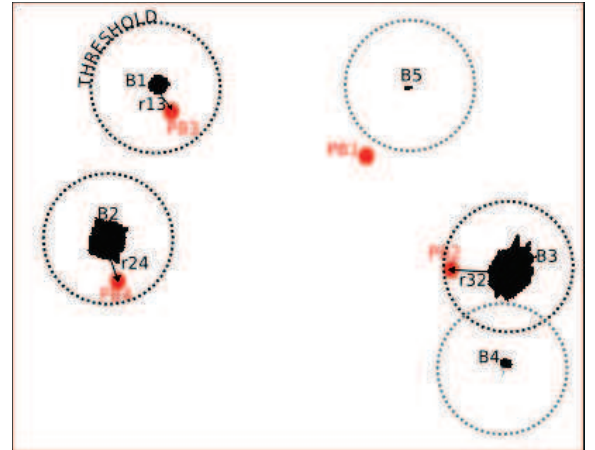 THRESHOLD
B1
r13
PB3
B5
PB1
B2
r24
PB4
PB2
B3
r32
B4